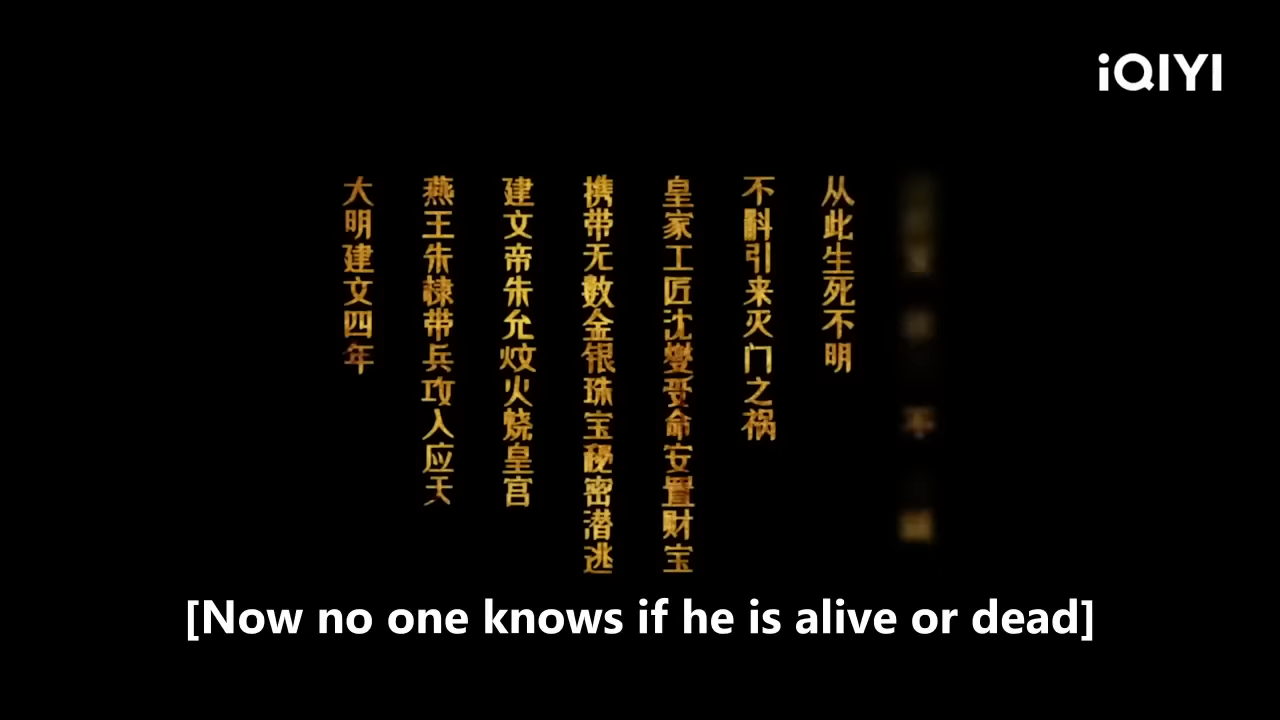 iQIYI
大明建文四年
燕王朱棣带兵攻入应天
建文帝朱允炆火烧皇宫
携带无数金银珠宝秘密潜逃
皇家工匠沈燮受命安置财宝
不料引来灭门之祸
从此生死不明
[Now no one knows if he is alive or dead]